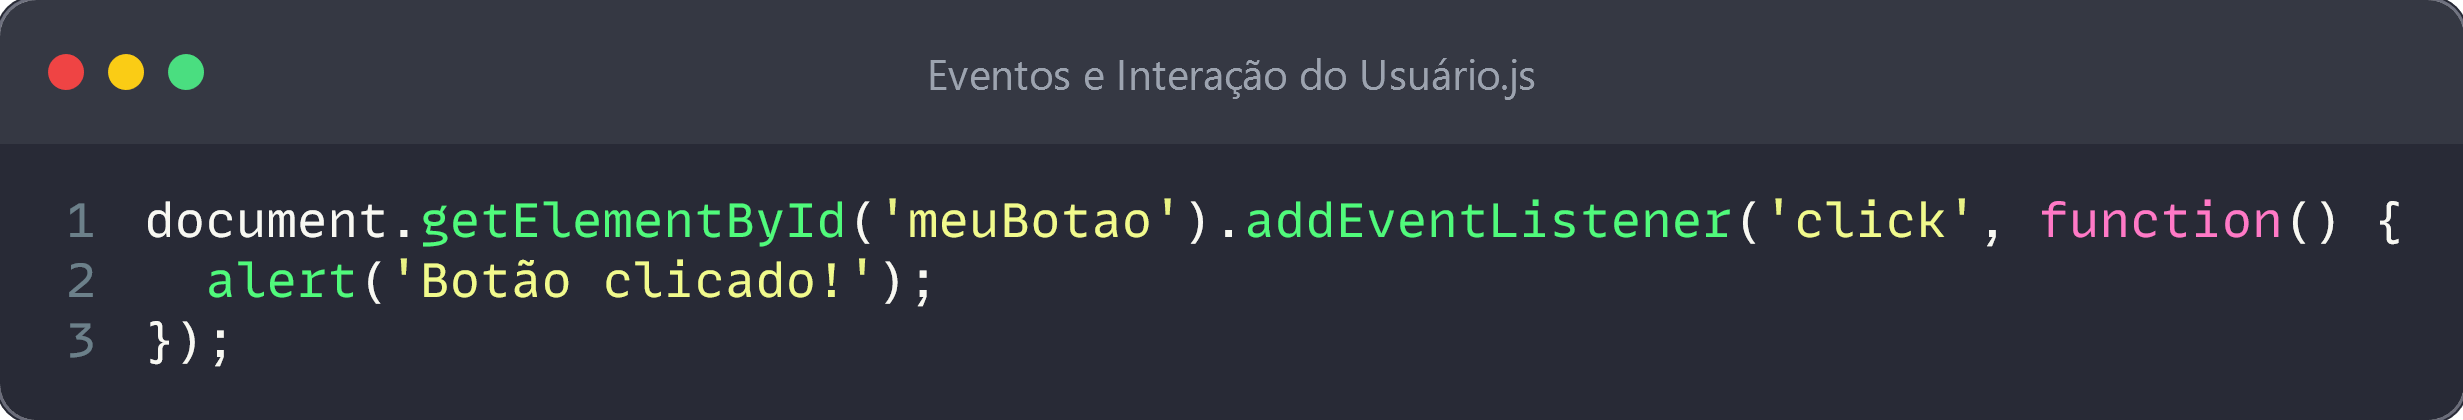 Eventos e Interação do Usuário.js
1 document.getElementById('meuBotao').addEventListener('click', function() {
2   alert('Botão clicado!');
3 });